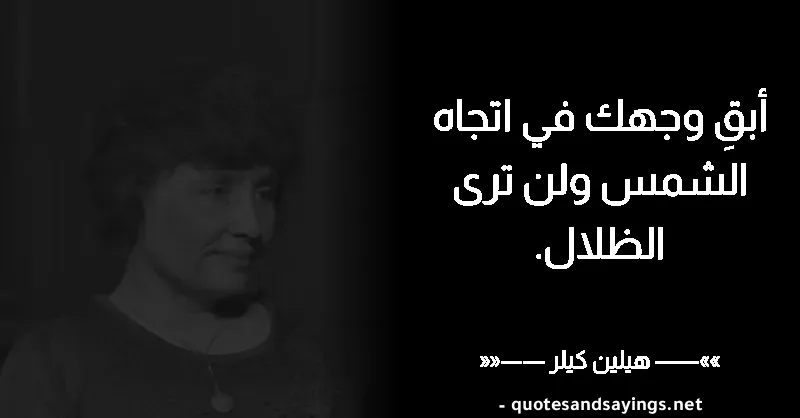 أبقِ وجهك في اتجاه
الشمس ولن ترى
الظلال.
»»—— هيلين كيلر ——««
- quotesandsayings.net